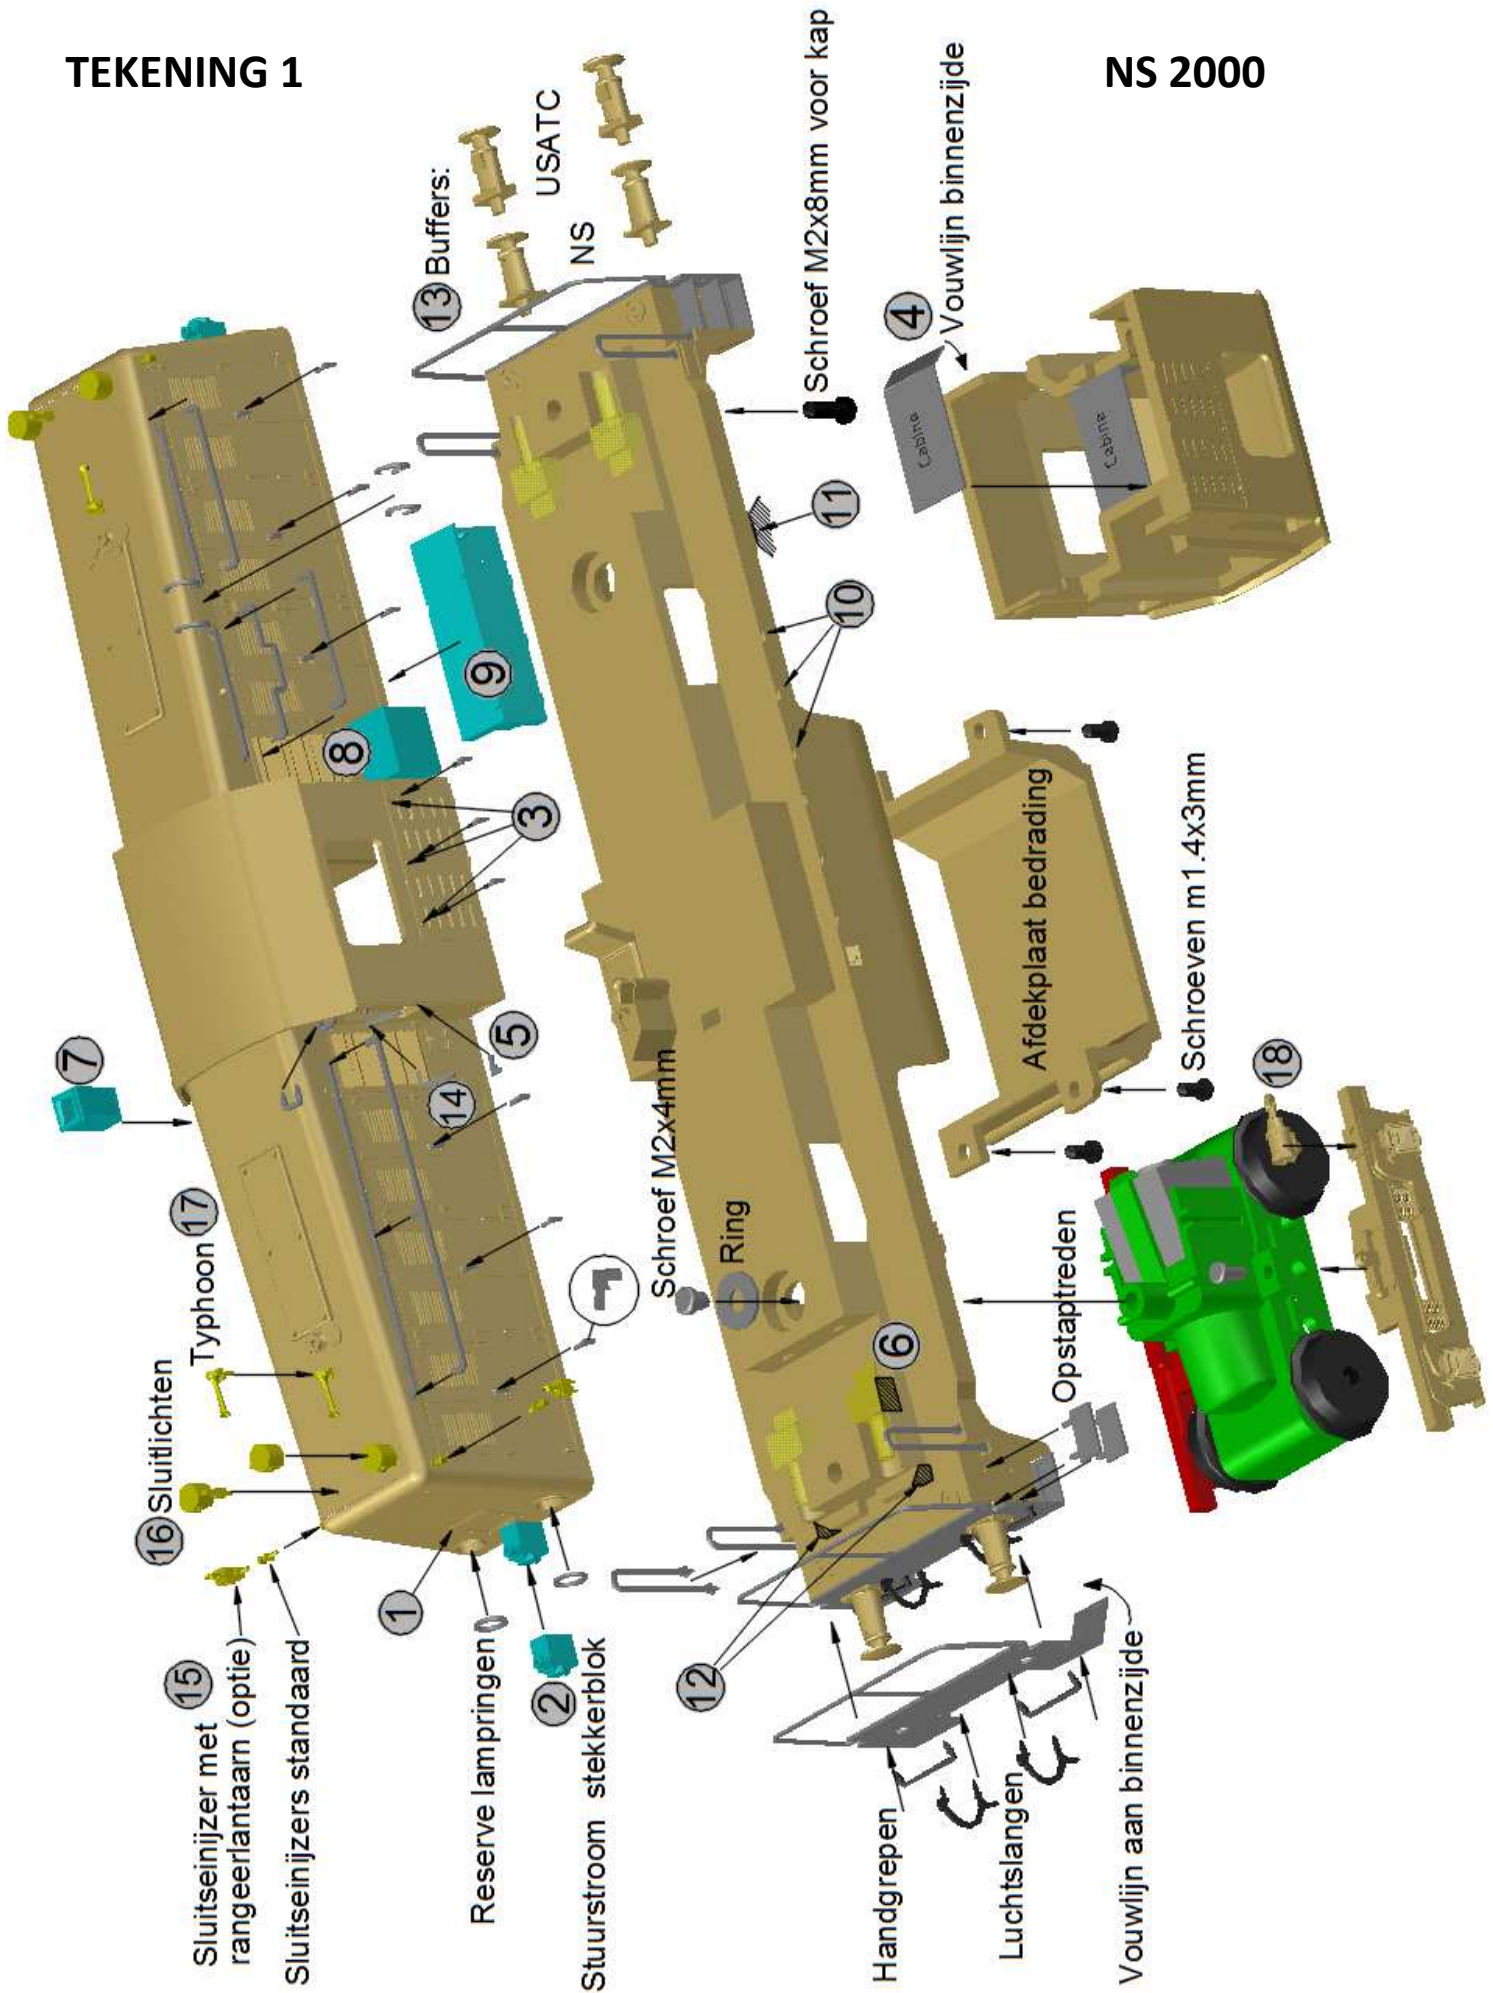 TEKENING 1
NS 2000
15
Sluitseinijzer met
rangeerlantaarn (optie)
Sluitseinijzers standaard
16 Sluitlichten
Typhoon 17
7
1
Reserve lampringen
2
Stuurstroom stekkerblok
14
5
3
8
9
13 Buffers:
NS
USATC
Schroef M2x8mm voor kap
4
Vouwlijn binnenzijde
Cabine
Cabine
11
10
Schroef M2x4mm
Ring
6
12
Opstaptreden
Afdekplaat bedrading
Schroeven m1.4x3mm
18
Handgrepen
Luchtslangen
Vouwlijn aan binnenzijde